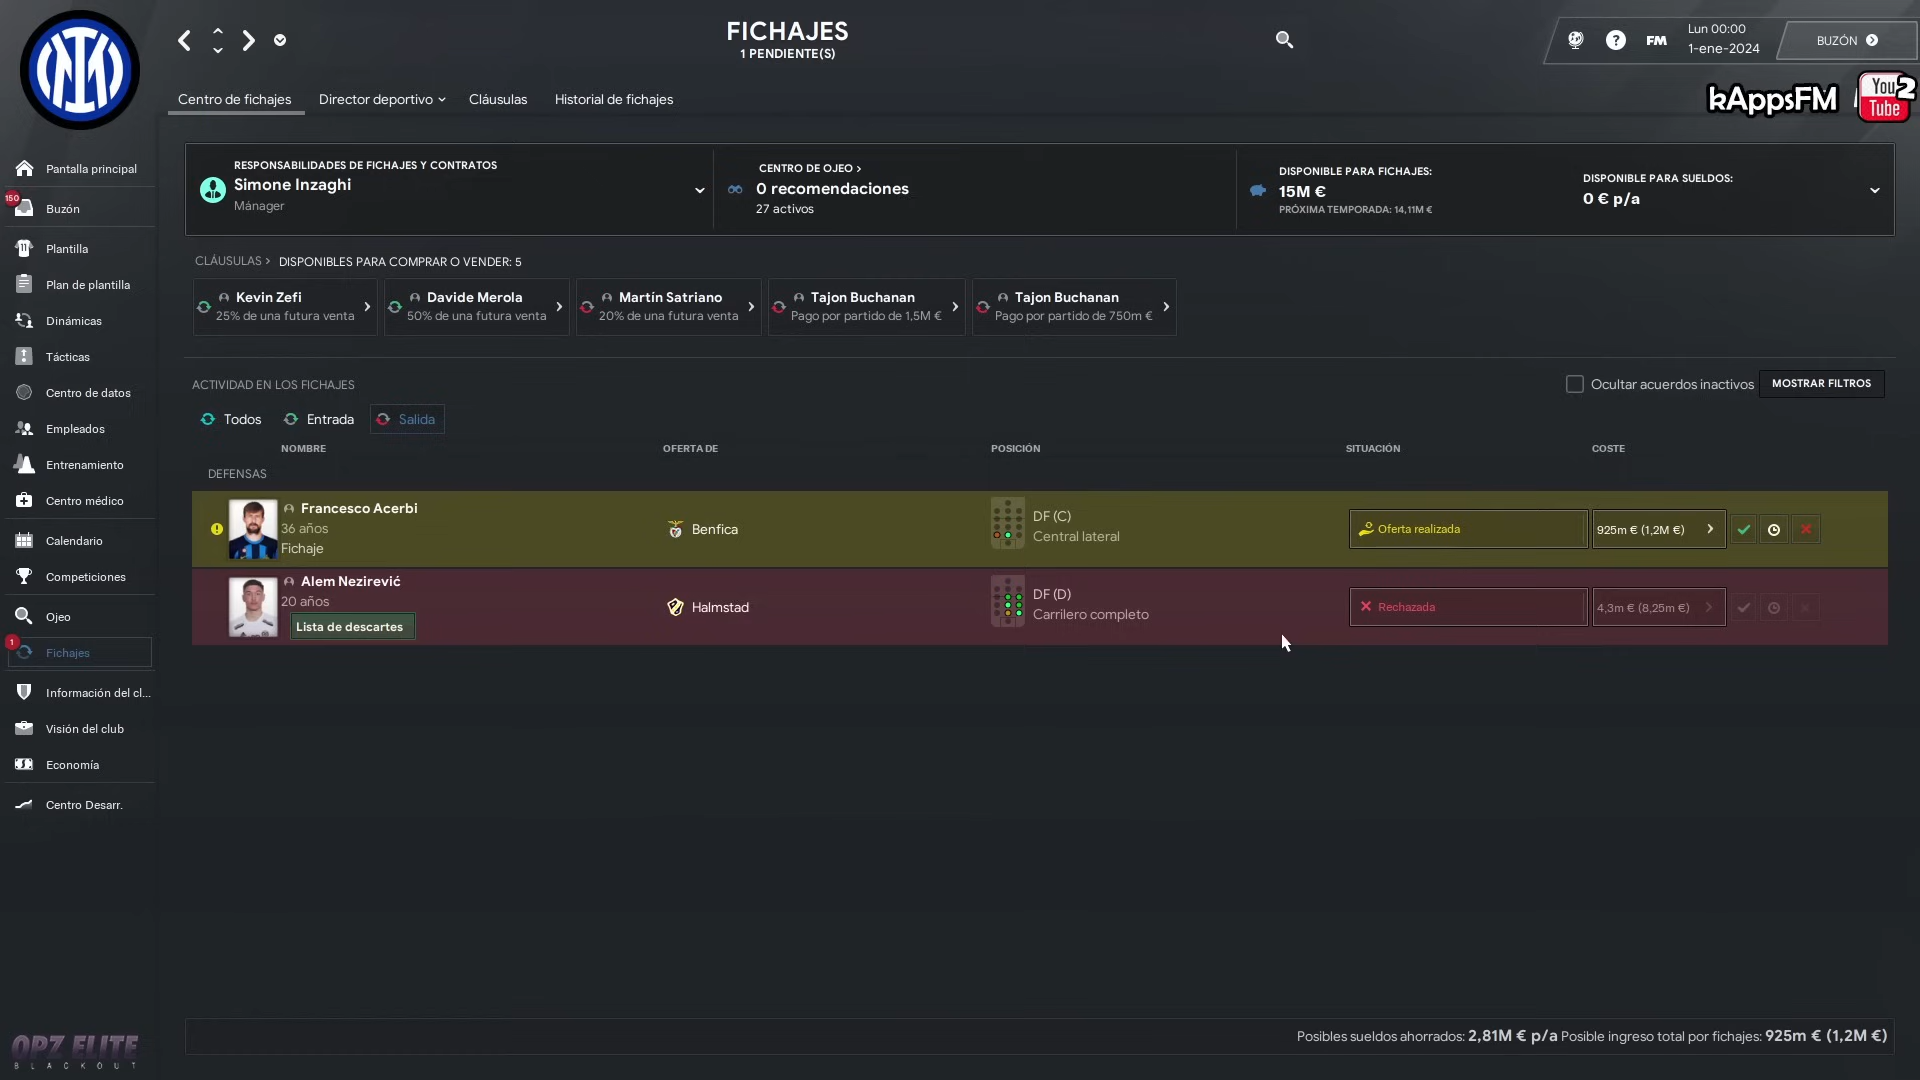 FICHAJES
1 PENDIENTE(S)
FM
Lun 00:00
1-ene-2024
BUZÓN
Centro de fichajes
Director deportivo
Cláusulas
Historial de fichajes
kAppsFM
You2
Tube
Pantalla principal
150
Buzón
Plantilla
Plan de plantilla
Dinámicas
Tácticas
Centro de datos
Empleados
Entrenamiento
Centro médico
Calendario
Competiciones
Ojeo
1
Fichajes
Información del cl...
Visión del club
Economía
Centro Desarr.
RESPONSABILIDADES DE FICHAJES Y CONTRATOS
Simone Inzaghi
Mánager
CENTRO DE OJEO >
0 recomendaciones
27 activos
DISPONIBLE PARA FICHAJES:
15M €
PRÓXIMA TEMPORADA: 14,11M €
DISPONIBLE PARA SUELDOS:
0 € p/a
CLÁUSULAS > DISPONIBLES PARA COMPRAR O VENDER: 5
Kevin Zefi
25% de una futura venta
Davide Merola
50% de una futura venta
Martín Satriano
20% de una futura venta
Tajon Buchanan
Pago por partido de 1,5M €
Tajon Buchanan
Pago por partido de 750m €
ACTIVIDAD EN LOS FICHAJES
Ocultar acuerdos inactivos
MOSTRAR FILTROS
Todos
Entrada
Salida
NOMBRE
OFERTA DE
POSICIÓN
SITUACIÓN
COSTE
DEFENSAS
Francesco Acerbi
36 años
Fichaje
Benfica
DF (C)
Central lateral
Oferta realizada
925m € (1,2M €)
Alem Nezirević
20 años
Lista de descartes
Halmstad
DF (D)
Carrilero completo
Rechazada
4,3m € (8,25m €)
Posibles sueldos ahorrados: 2,81M € p/a Posible ingreso total por fichajes: 925m € (1,2M €)
OPZ ELITE
BLACKOUT